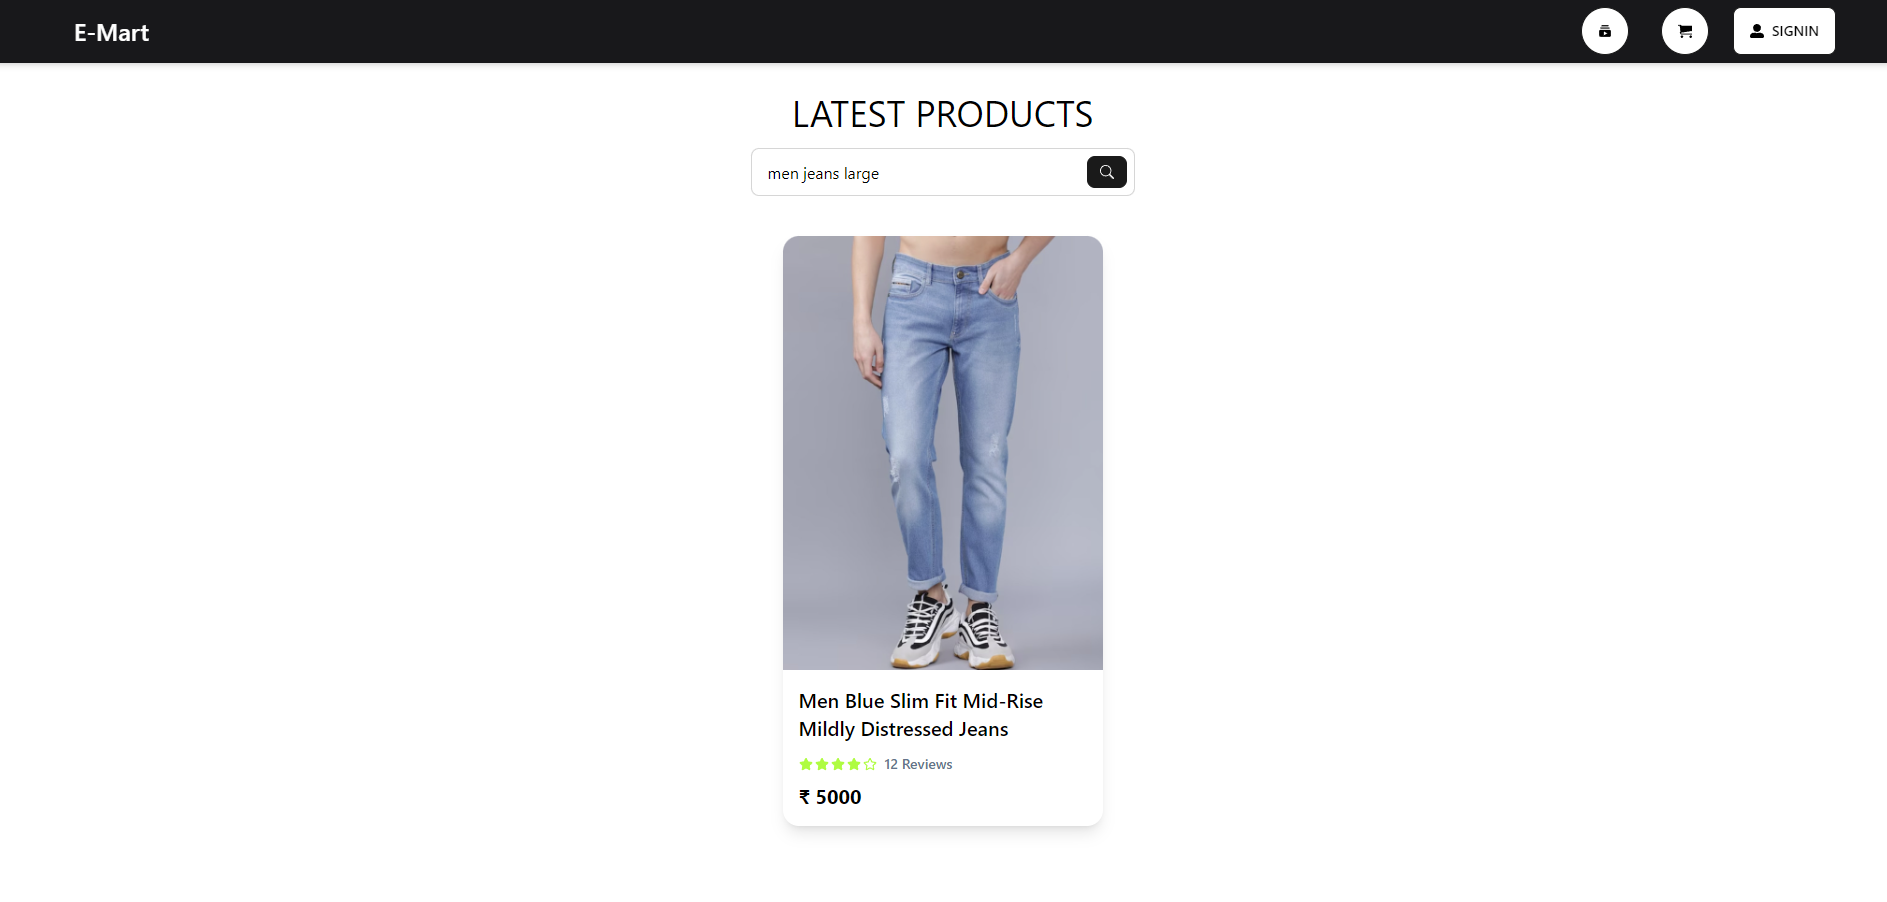 E-Mart
SIGNIN
LATEST PRODUCTS
men jeans large
Men Blue Slim Fit Mid-Rise
Mildly Distressed Jeans
12 Reviews
₹ 5000